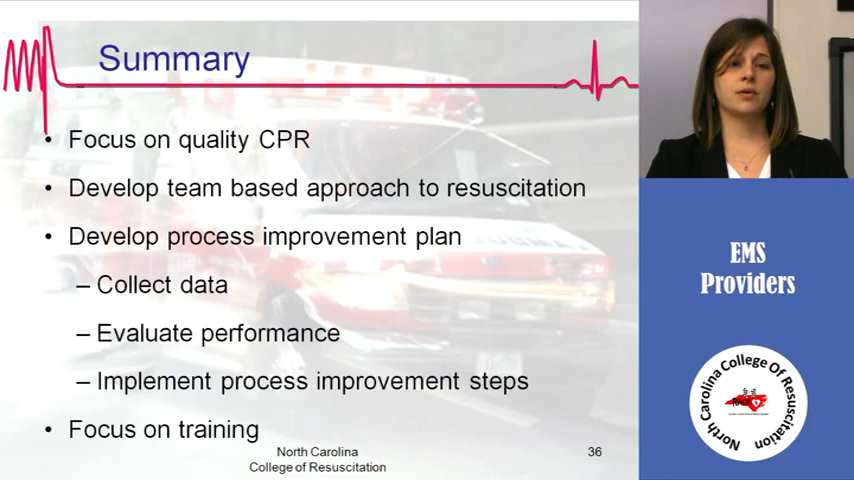 Summary
• Focus on quality CPR
• Develop team based approach to resuscitation
• Develop process improvement plan
– Collect data
– Evaluate performance
– Implement process improvement steps
• Focus on training
North Carolina
College of Resuscitation
36
EMS
Providers
North Carolina College Of Resuscitation